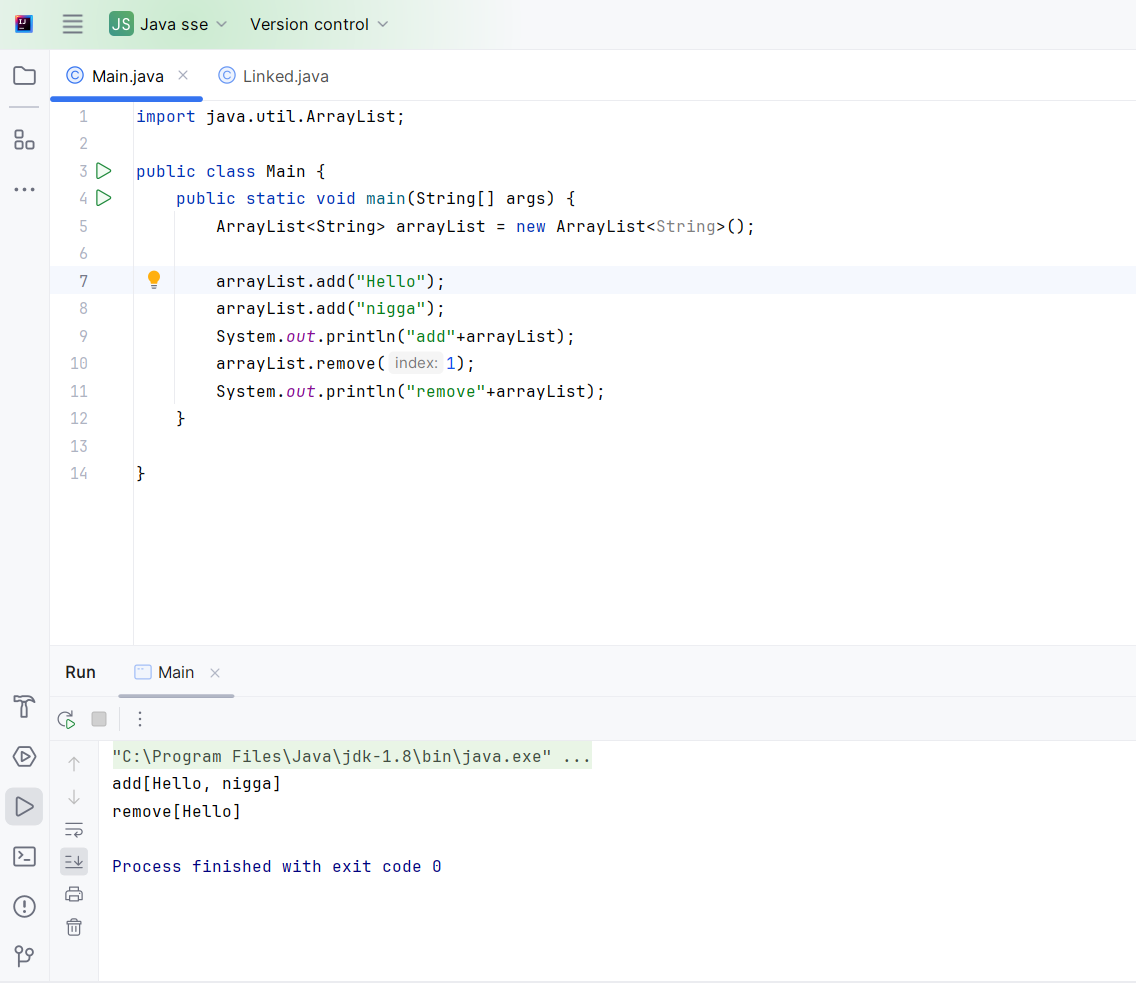 JS Java sse Version control
Main.java Linked.java
1 import java.util.ArrayList;
2
3 public class Main {
4 public static void main(String[] args) {
5 ArrayList<String> arrayList = new ArrayList<String>();
6
7 arrayList.add("Hello");
8 arrayList.add("nigga");
9 System.out.println("add"+arrayList);
10 arrayList.remove( index: 1);
11 System.out.println("remove"+arrayList);
12 }
13
14 }
Run Main
"C:\Program Files\Java\jdk-1.8\bin\java.exe" ...
add[Hello, nigga]
remove[Hello]
Process finished with exit code 0